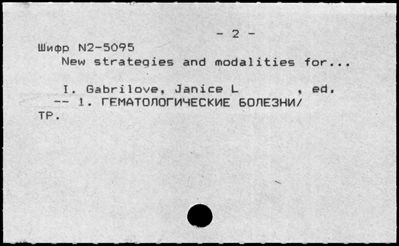 - 2 -
Шифр N2-5095
New strategies and modalities for...
I. Gabrilove, Janice L , ed.
-- 1. ГЕМАТОЛОГИЧЕСКИЕ БОЛЕЗНИ/
ТР.